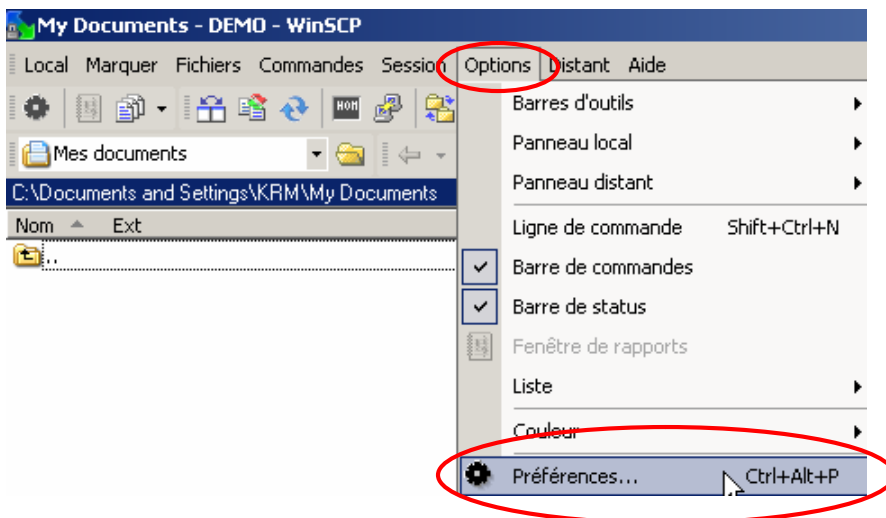 My Documents - DEMO - WinSCP
Local Marquer Fichiers Commandes Session Options Distant Aide
Mes documents
C:\Documents and Settings\KRM\My Documents
Nom Ext
..
Barres d'outils
Panneau local
Panneau distant
Ligne de commande Shift+Ctrl+N
Barre de commandes
Barre de status
Fenêtre de rapports
Liste
Couleur
Préférences... Ctrl+Alt+P